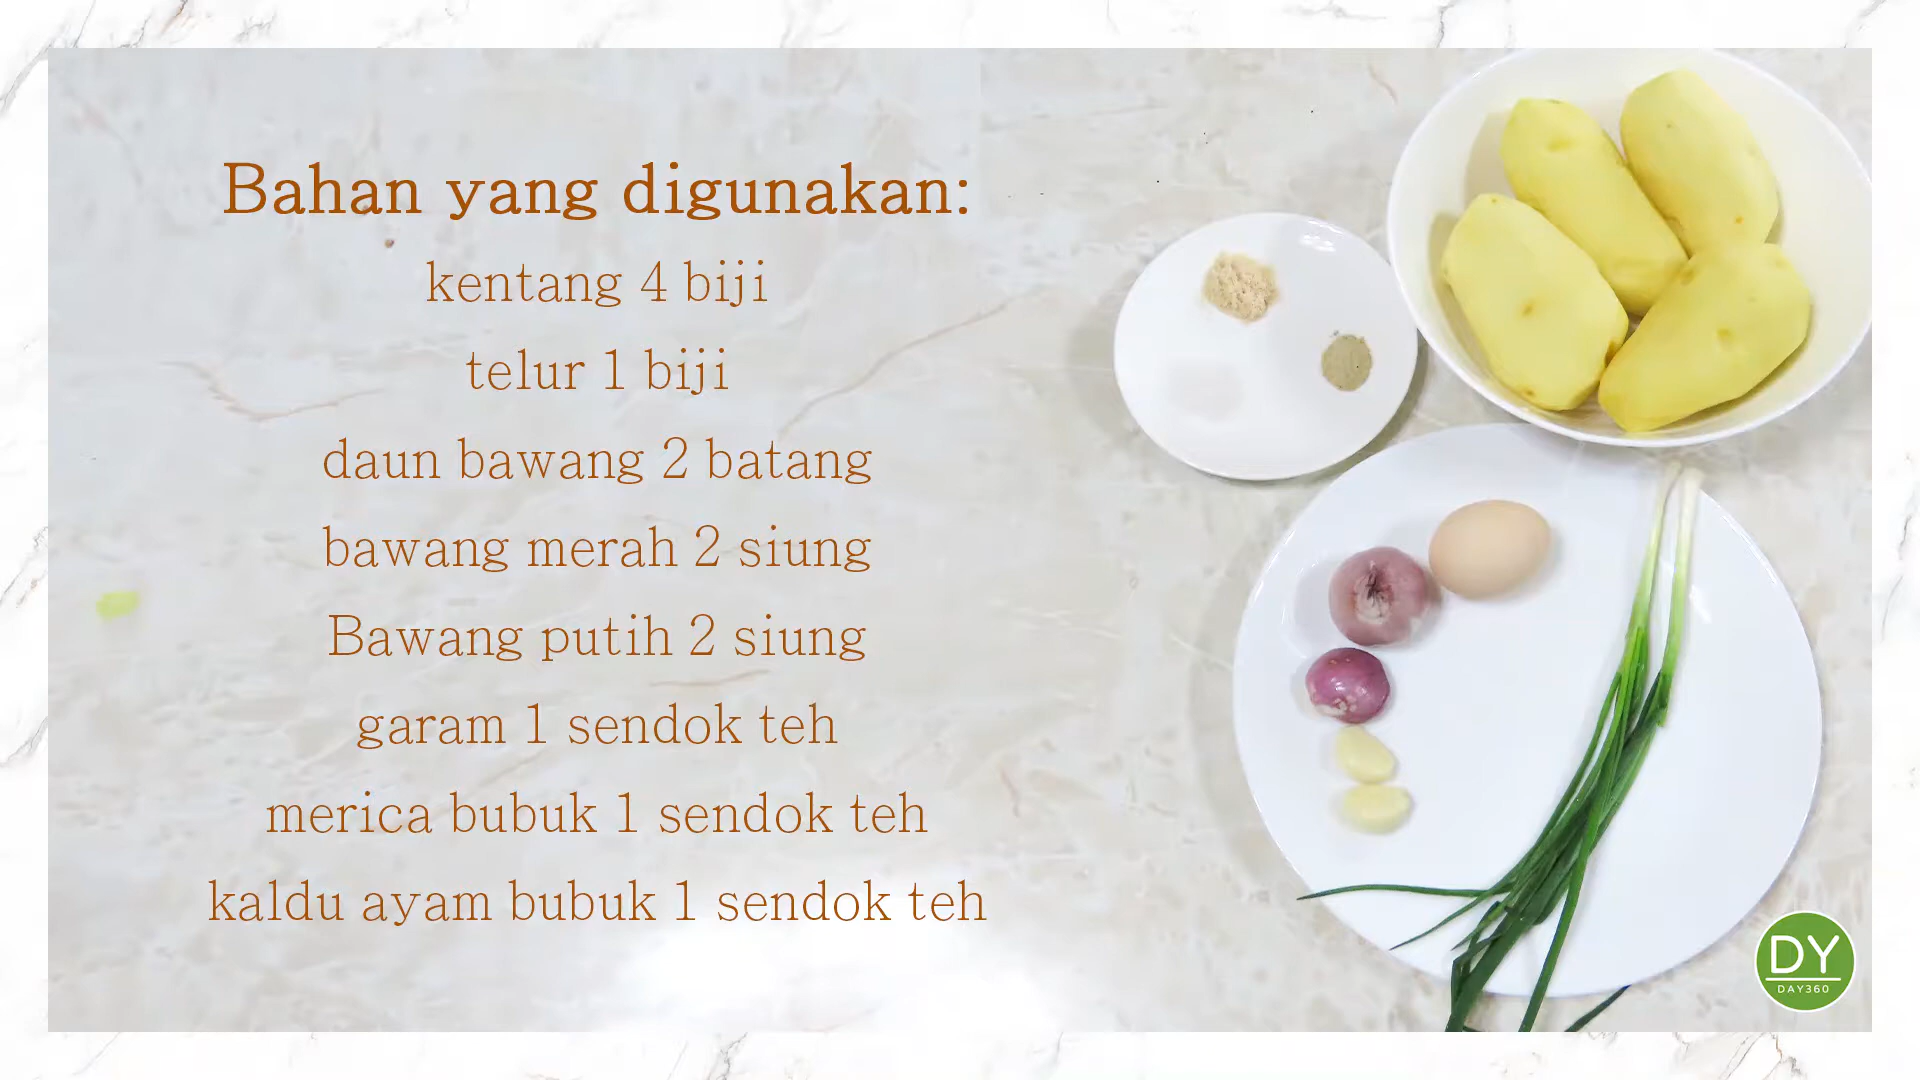 Bahan yang digunakan:
kentang 4 biji
telur 1 biji
daun bawang 2 batang
bawang merah 2 siung
Bawang putih 2 siung
garam 1 sendok teh
merica bubuk 1 sendok teh
kaldu ayam bubuk 1 sendok teh
DY
DAY360